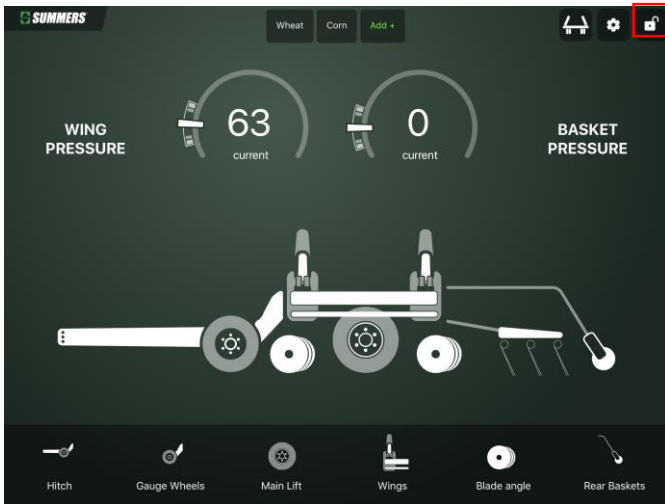 SUMMERS
Wheat Corn Add +
WING
PRESSURE
63
current
0
current
BASKET
PRESSURE
Hitch Gauge Wheels Main Lift Wings Blade angle Rear Baskets